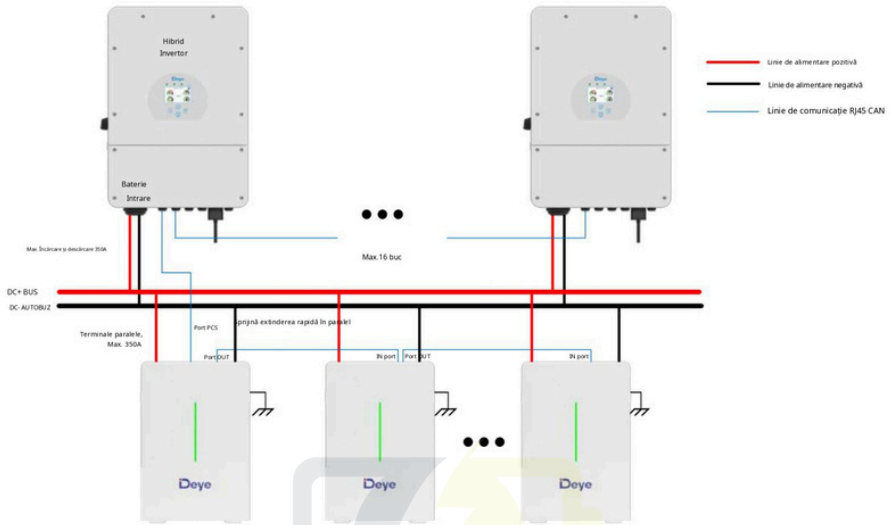 Hibrid
Invertor
Deye
Deye
Linie de alimentare pozitivă
Linie de alimentare negativă
Linie de comunicație RJ45 CAN
Baterie
Intrare
Max. Încărcare și descărcare 350A
Max.16 buc
DC+ BUS
DC- AUTOBUZ
Terminale paralele,
Max. 350A
Port PCS
sprijină extinderea rapidă în paralel
Port OUT
IN port
Port OUT
IN port
Deye
Deye
Deye